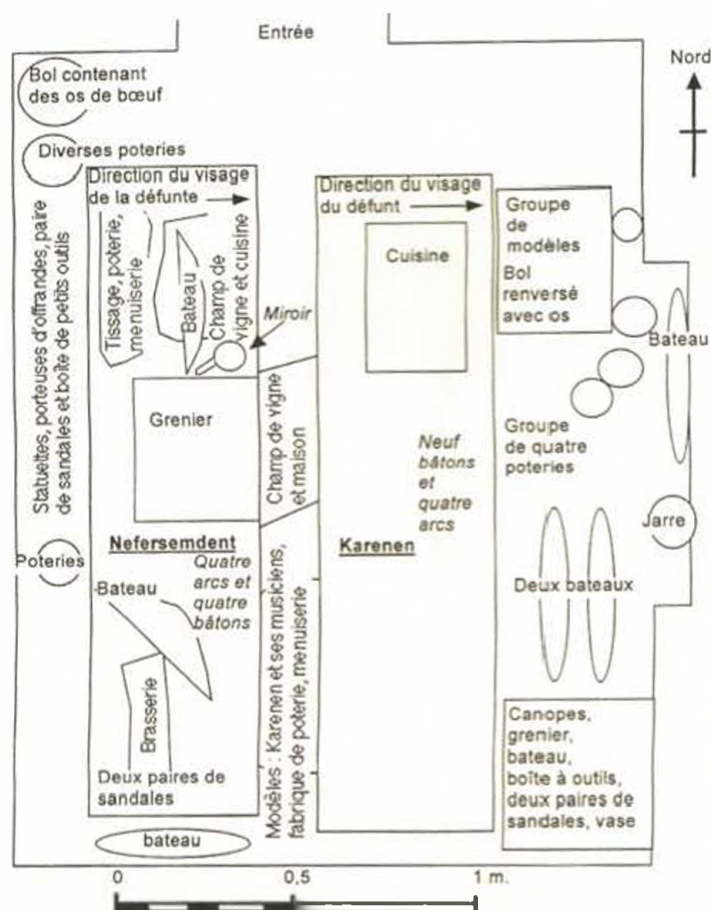 Entrée
Nord
Bol contenant
des os de bœuf
Diverses poteries
Statuettes, porteuses d'offrandes, paire
de sandales et boîte de petits outils
Poteries
Direction du visage
de la défunte
Tissage, poterie,
menuiserie
Bateau
Champ de
vigne et cuisine
Miroir
Grenier
Nefersemdent
Quatre
arcs et
quatre
bâtons
Bateau
Brasserie
Deux paires de
sandales
bateau
Champ de vigne
et maison
Modèles : Karenen et ses musiciens,
fabrique de poterie, menuiserie
Direction du visage
du défunt
Cuisine
Neuf
bâtons
et
quatre
arcs
Karenen
Groupe
de
modèles
Bol
renversé
avec os
Bateau
Groupe
de quatre
poteries
Jarre
Deux bateaux
Canopes,
grenier,
bateau,
boîte à outils,
deux paires de
sandales, vase
0 0,5 1 m.